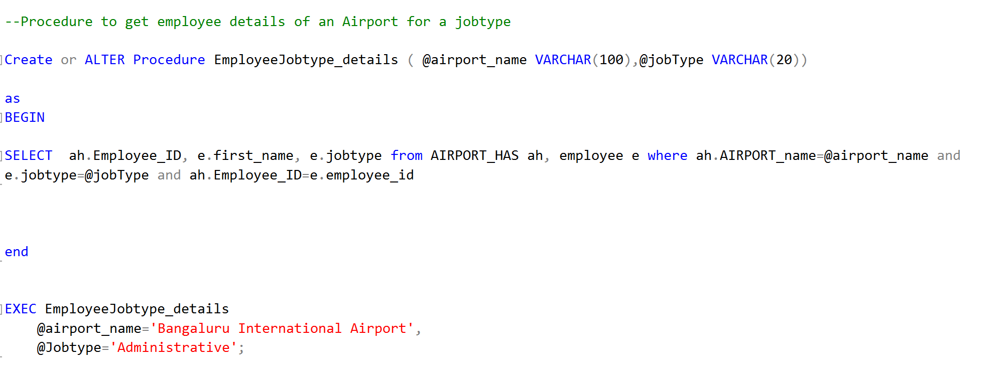 --Procedure to get employee details of an Airport for a jobtype
Create or ALTER Procedure EmployeeJobtype_details ( @airport_name VARCHAR(100),@jobType VARCHAR(20))
as
BEGIN
SELECT  ah.Employee_ID, e.first_name, e.jobtype from AIRPORT_HAS ah, employee e where ah.AIRPORT_name=@airport_name and
e.jobtype=@jobType and ah.Employee_ID=e.employee_id
end
EXEC EmployeeJobtype_details
    @airport_name='Bangaluru International Airport',
    @Jobtype='Administrative';